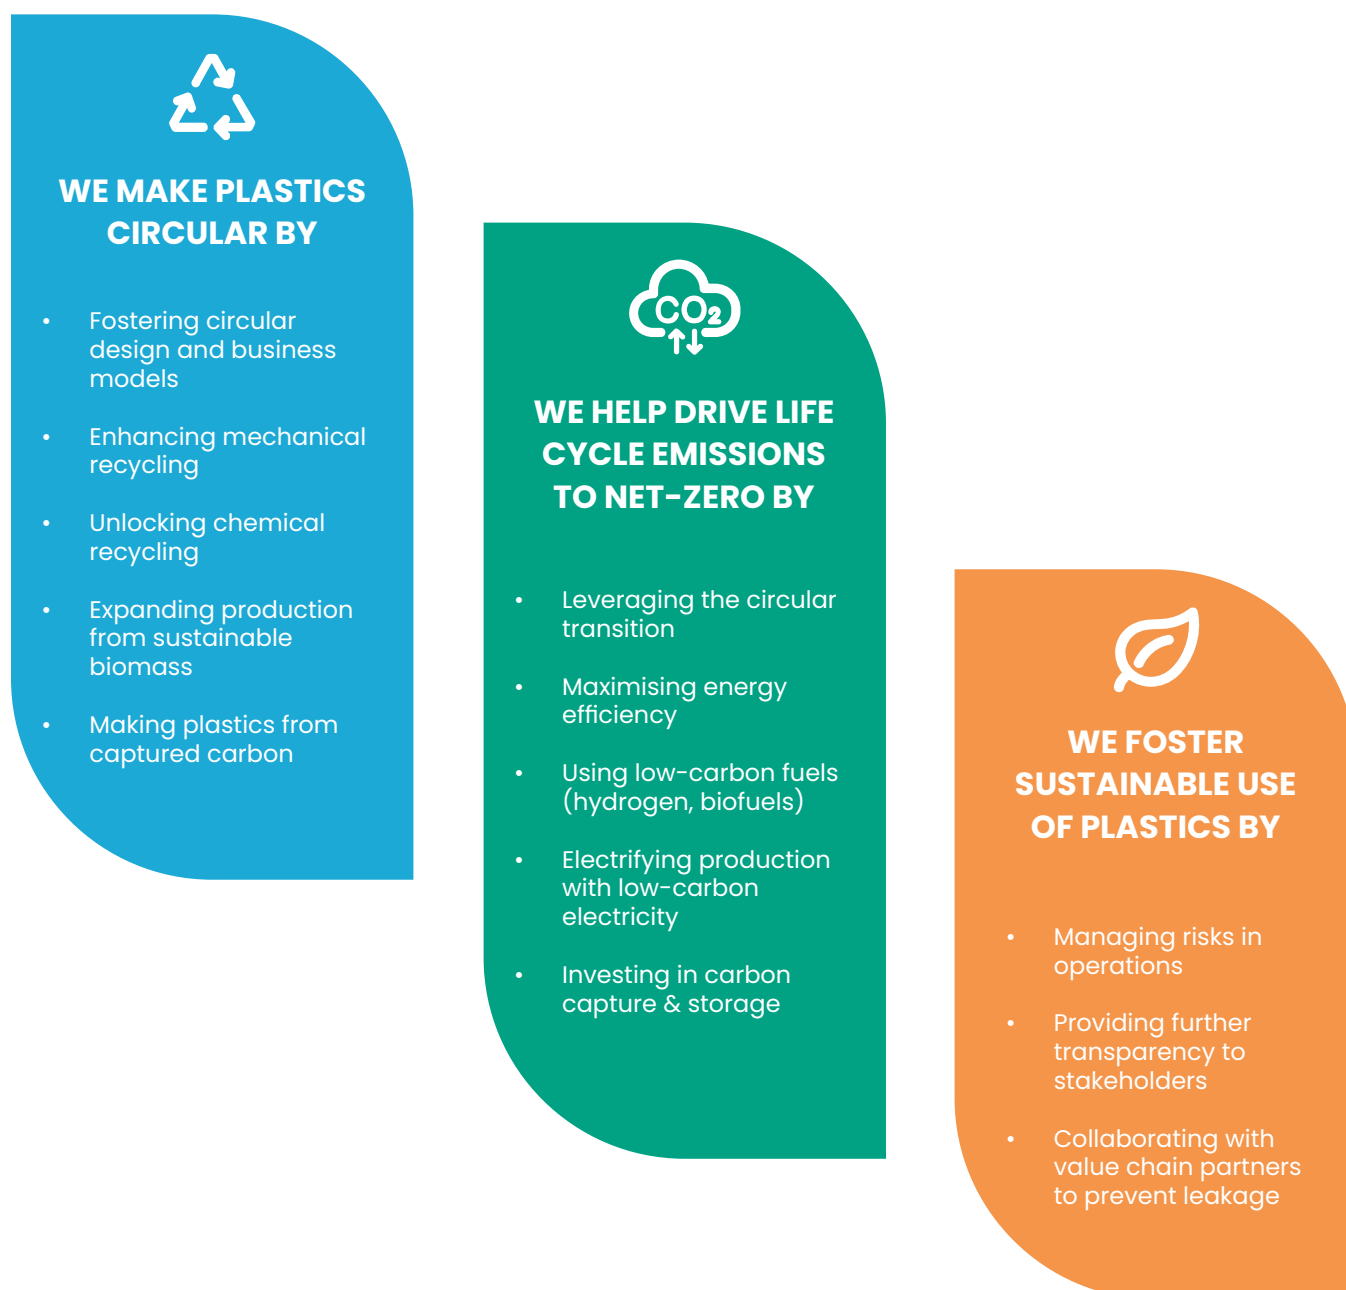 WE MAKE PLASTICS
CIRCULAR BY
• Fostering circular
design and business
models
• Enhancing mechanical
recycling
• Unlocking chemical
recycling
• Expanding production
from sustainable
biomass
• Making plastics from
captured carbon
CO₂
WE HELP DRIVE LIFE
CYCLE EMISSIONS
TO NET-ZERO BY
• Leveraging the circular
transition
• Maximising energy
efficiency
• Using low-carbon fuels
(hydrogen, biofuels)
• Electrifying production
with low-carbon
electricity
• Investing in carbon
capture & storage
WE FOSTER
SUSTAINABLE USE
OF PLASTICS BY
• Managing risks in
operations
• Providing further
transparency to
stakeholders
• Collaborating with
value chain partners
to prevent leakage